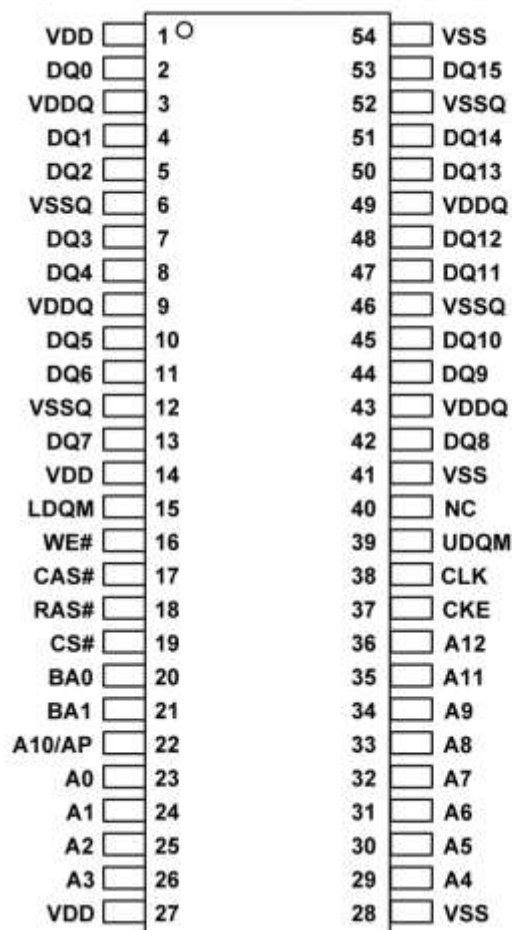 VDD 1 54 VSS
DQ0 2 53 DQ15
VDDQ 3 52 VSSQ
DQ1 4 51 DQ14
DQ2 5 50 DQ13
VSSQ 6 49 VDDQ
DQ3 7 48 DQ12
DQ4 8 47 DQ11
VDDQ 9 46 VSSQ
DQ5 10 45 DQ10
DQ6 11 44 DQ9
VSSQ 12 43 VDDQ
DQ7 13 42 DQ8
VDD 14 41 VSS
LDQM 15 40 NC
WE# 16 39 UDQM
CAS# 17 38 CLK
RAS# 18 37 CKE
CS# 19 36 A12
BA0 20 35 A11
BA1 21 34 A9
A10/AP 22 33 A8
A0 23 32 A7
A1 24 31 A6
A2 25 30 A5
A3 26 29 A4
VDD 27 28 VSS